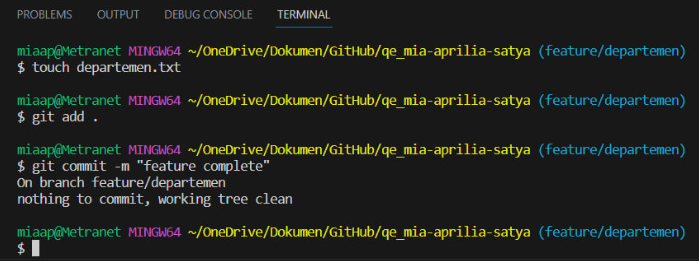 PROBLEMS OUTPUT DEBUG CONSOLE TERMINAL
miaap@Metranet MINGW64 ~/OneDrive/Dokumen/GitHub/qe_mia-aprilia-satya (feature/departemen)
$ touch departemen.txt
miaap@Metranet MINGW64 ~/OneDrive/Dokumen/GitHub/qe_mia-aprilia-satya (feature/departemen)
$ git add .
miaap@Metranet MINGW64 ~/OneDrive/Dokumen/GitHub/qe_mia-aprilia-satya (feature/departemen)
$ git commit -m "feature complete"
On branch feature/departemen
nothing to commit, working tree clean
miaap@Metranet MINGW64 ~/OneDrive/Dokumen/GitHub/qe_mia-aprilia-satya (feature/departemen)
$